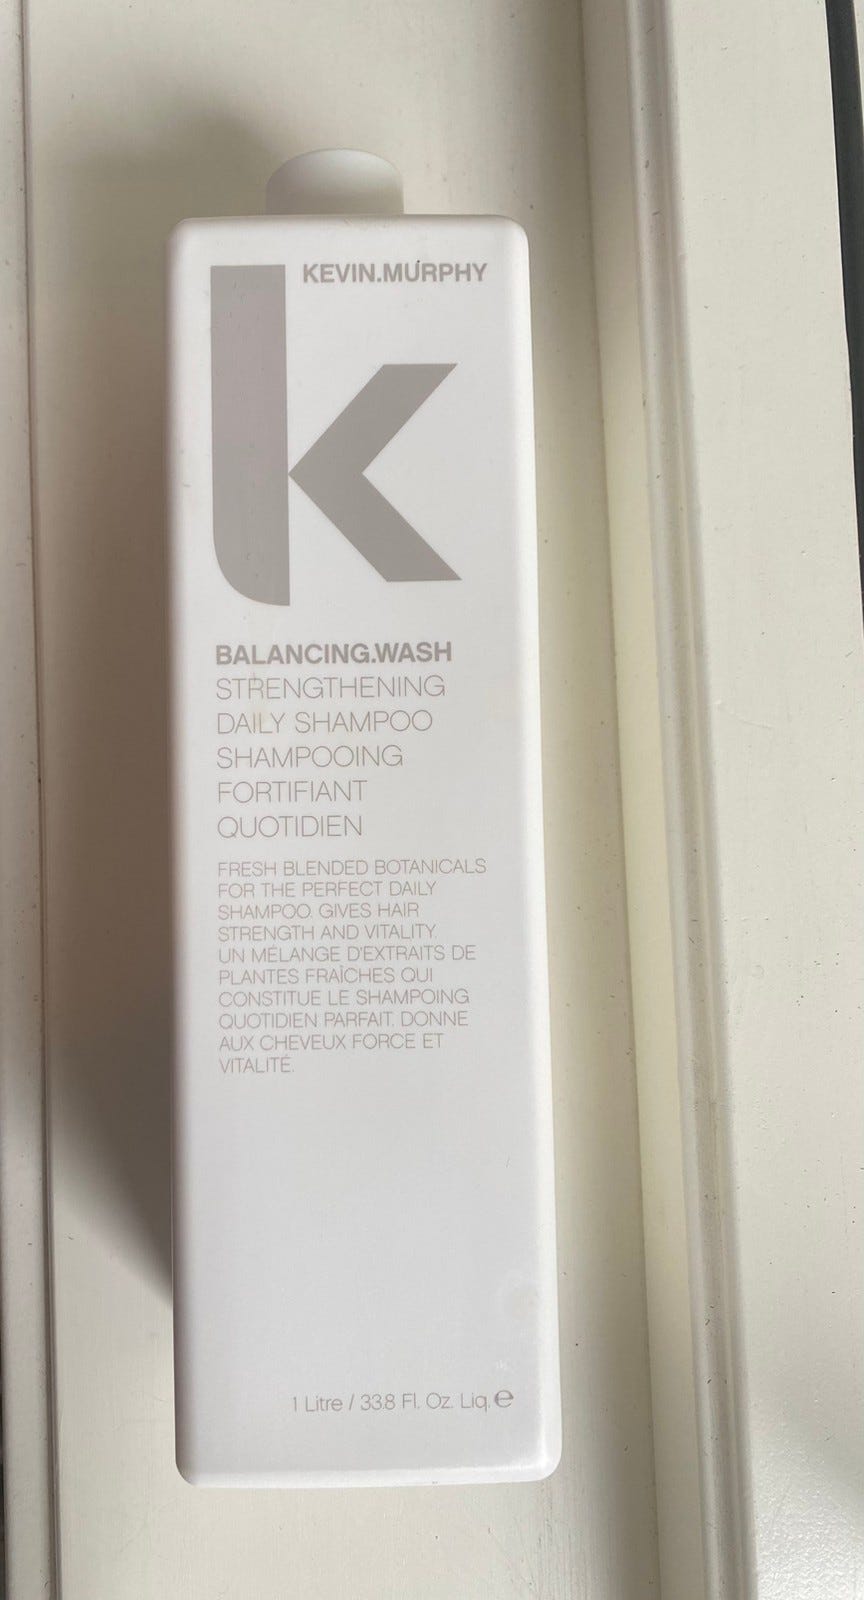 KEVIN.MURPHY
K
BALANCING.WASH
STRENGTHENING
DAILY SHAMPOO
SHAMPOOING
FORTIFIANT
QUOTIDIEN
FRESH BLENDED BOTANICALS
FOR THE PERFECT DAILY
SHAMPOO. GIVES HAIR
STRENGTH AND VITALITY.
UN MÉLANGE D'EXTRAITS DE
PLANTES FRAÎCHES QUI
CONSTITUE LE SHAMPOING
QUOTIDIEN PARFAIT. DONNE
AUX CHEVEUX FORCE ET
VITALITÉ.
1 Litre / 33.8 Fl. Oz. Liq. ℮